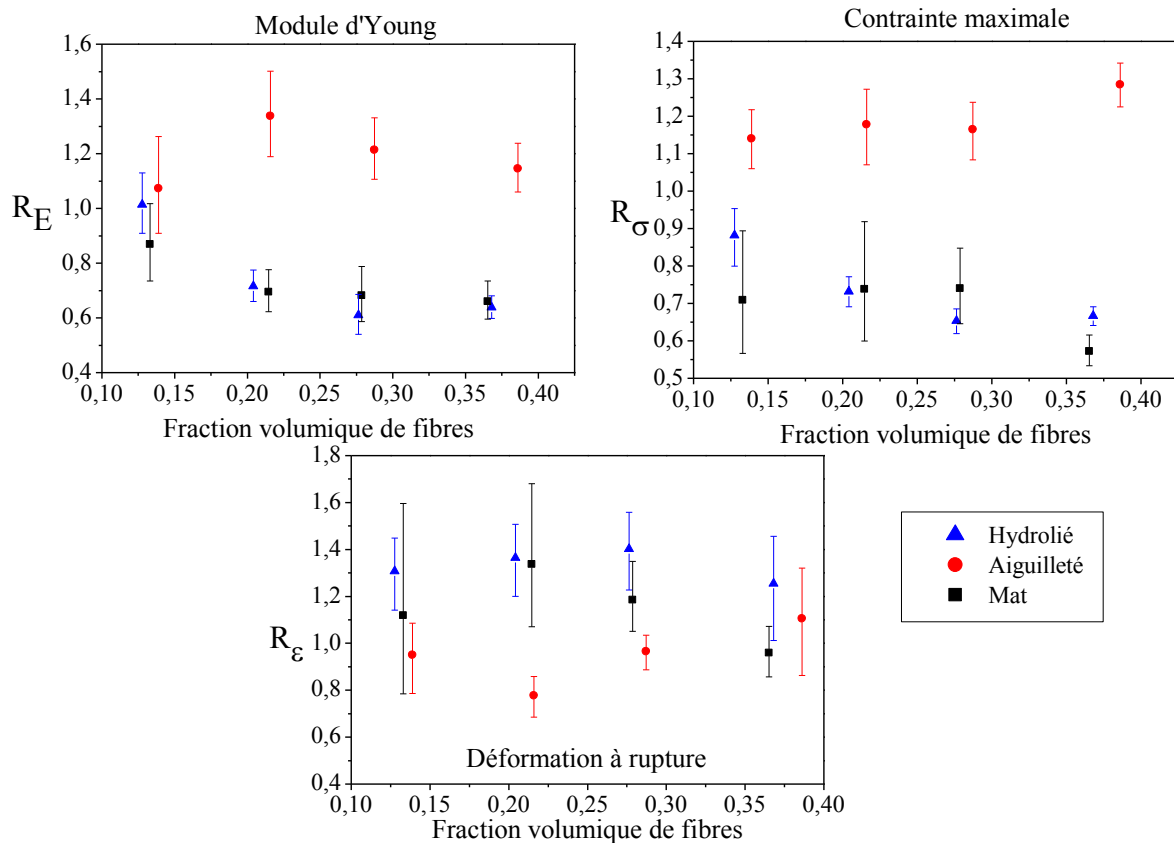 Module d'Young
1,6
1,4
1,2
1,0
0,8
0,6
0,4
R_E
0,10 0,15 0,20 0,25 0,30 0,35 0,40
Fraction volumique de fibres
Contrainte maximale
1,4
1,3
1,2
1,1
1,0
0,9
0,8
0,7
0,6
0,5
R_σ
0,10 0,15 0,20 0,25 0,30 0,35 0,40
Fraction volumique de fibres
1,8
1,6
1,4
1,2
1,0
0,8
0,6
0,4
R_ε
Déformation à rupture
0,10 0,15 0,20 0,25 0,30 0,35 0,40
Fraction volumique de fibres
Hydrolié
Aiguilleté
Mat